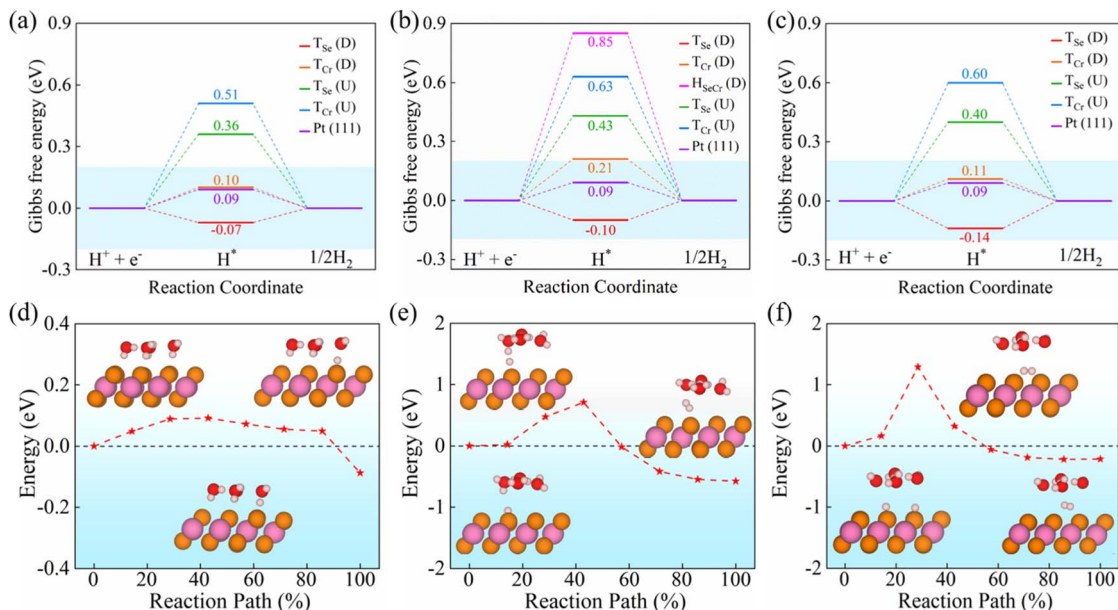 (a)
Gibbs free energy (eV)
0.9
0.6
0.3
0.0
-0.3
T_Se (D)
T_Cr (D)
T_Se (U)
T_Cr (U)
Pt (111)
0.51
0.36
0.10
0.09
-0.07
H⁺ + e⁻
H*
1/2H₂
Reaction Coordinate
(b)
Gibbs free energy (eV)
0.9
0.6
0.3
0.0
-0.3
T_Se (D)
T_Cr (D)
H_SeCr (D)
T_Se (U)
T_Cr (U)
Pt (111)
0.85
0.63
0.43
0.21
0.09
-0.10
H⁺ + e⁻
H*
1/2H₂
Reaction Coordinate
(c)
Gibbs free energy (eV)
0.9
0.6
0.3
0.0
-0.3
T_Se (D)
T_Cr (D)
T_Se (U)
T_Cr (U)
Pt (111)
0.60
0.40
0.11
0.09
-0.14
H⁺ + e⁻
H*
1/2H₂
Reaction Coordinate
(d)
Energy (eV)
0.4
0.2
0.0
-0.2
-0.4
0 20 40 60 80 100
Reaction Path (%)
(e)
Energy (eV)
2
1
0
-1
-2
0 20 40 60 80 100
Reaction Path (%)
(f)
Energy (eV)
2
1
0
-1
-2
0 20 40 60 80 100
Reaction Path (%)